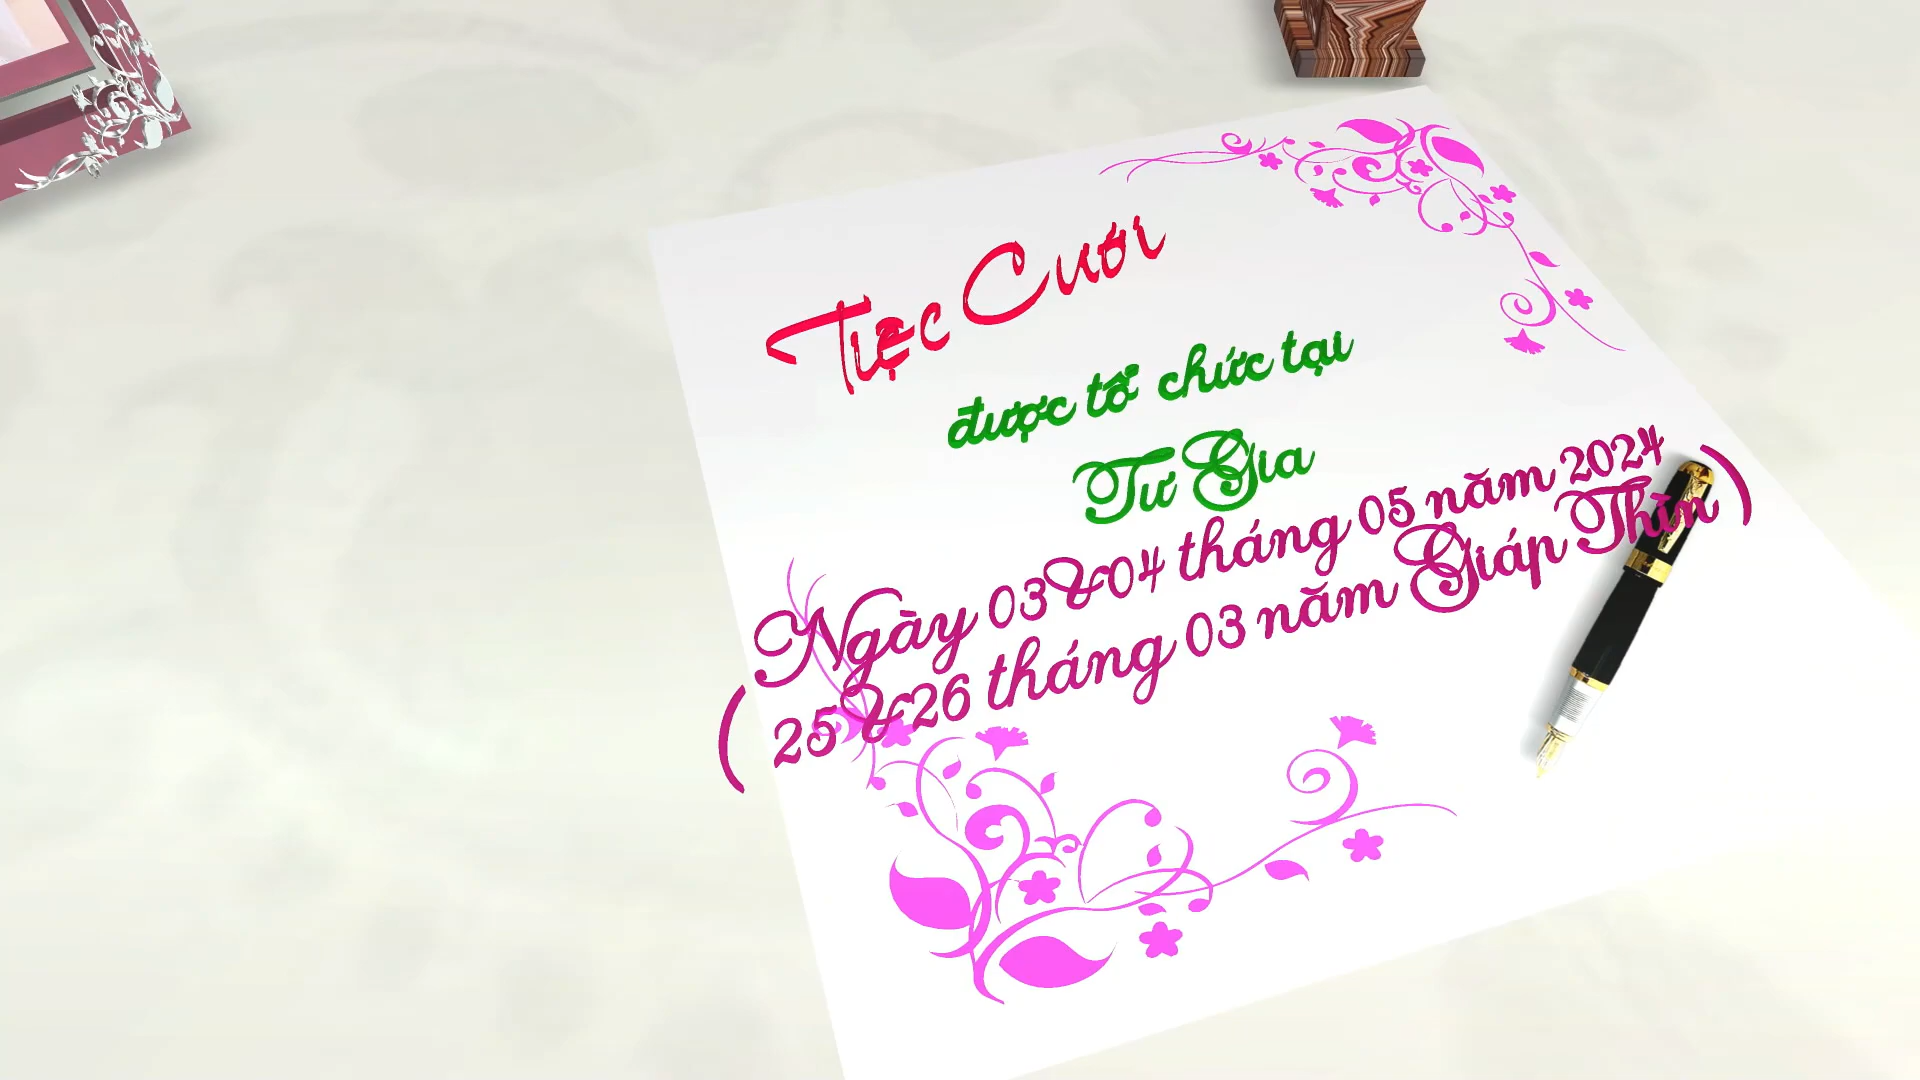 Tiệc Cưới
được tổ chức tại
Tư Gia
Ngày 03&04 tháng 05 năm 2024
( 25&26 tháng 03 năm Giáp Thìn )